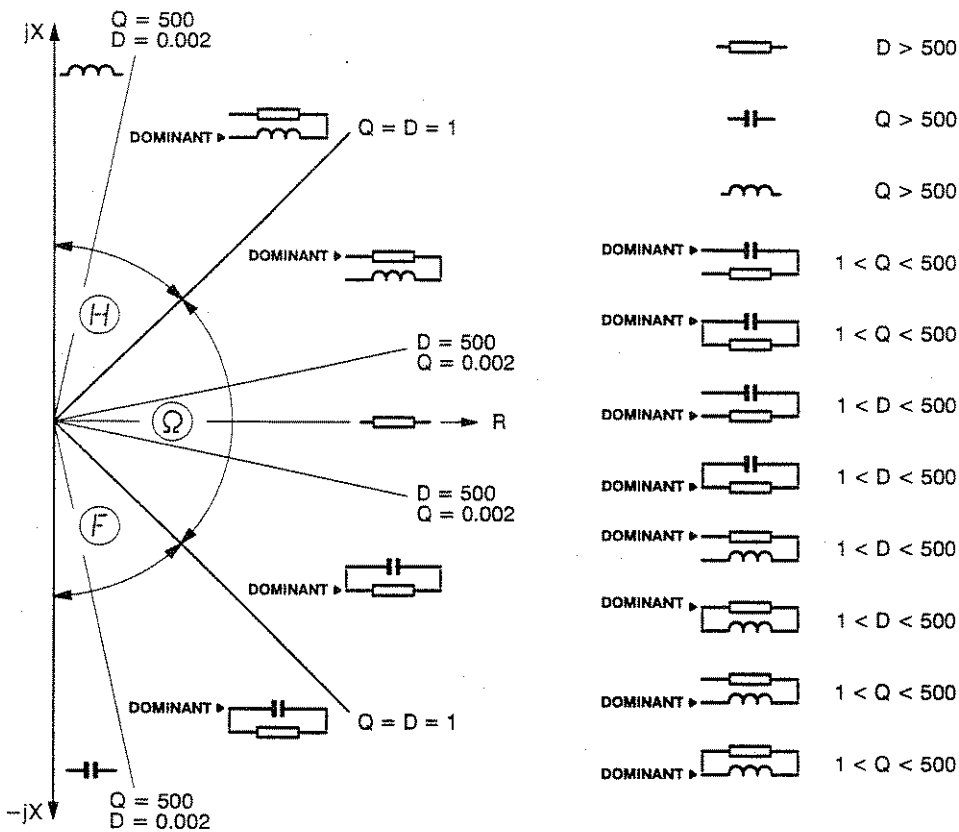 jX
Q = 500
D = 0.002
DOMINANT
Q = D = 1
DOMINANT
H
D = 500
Q = 0.002
Ω
R
D = 500
Q = 0.002
F
DOMINANT
DOMINANT
Q = D = 1
-jX
Q = 500
D = 0.002
D > 500
Q > 500
Q > 500
DOMINANT
1 < Q < 500
DOMINANT
1 < Q < 500
DOMINANT
1 < D < 500
DOMINANT
1 < D < 500
DOMINANT
1 < D < 500
DOMINANT
1 < D < 500
DOMINANT
1 < Q < 500
DOMINANT
1 < Q < 500